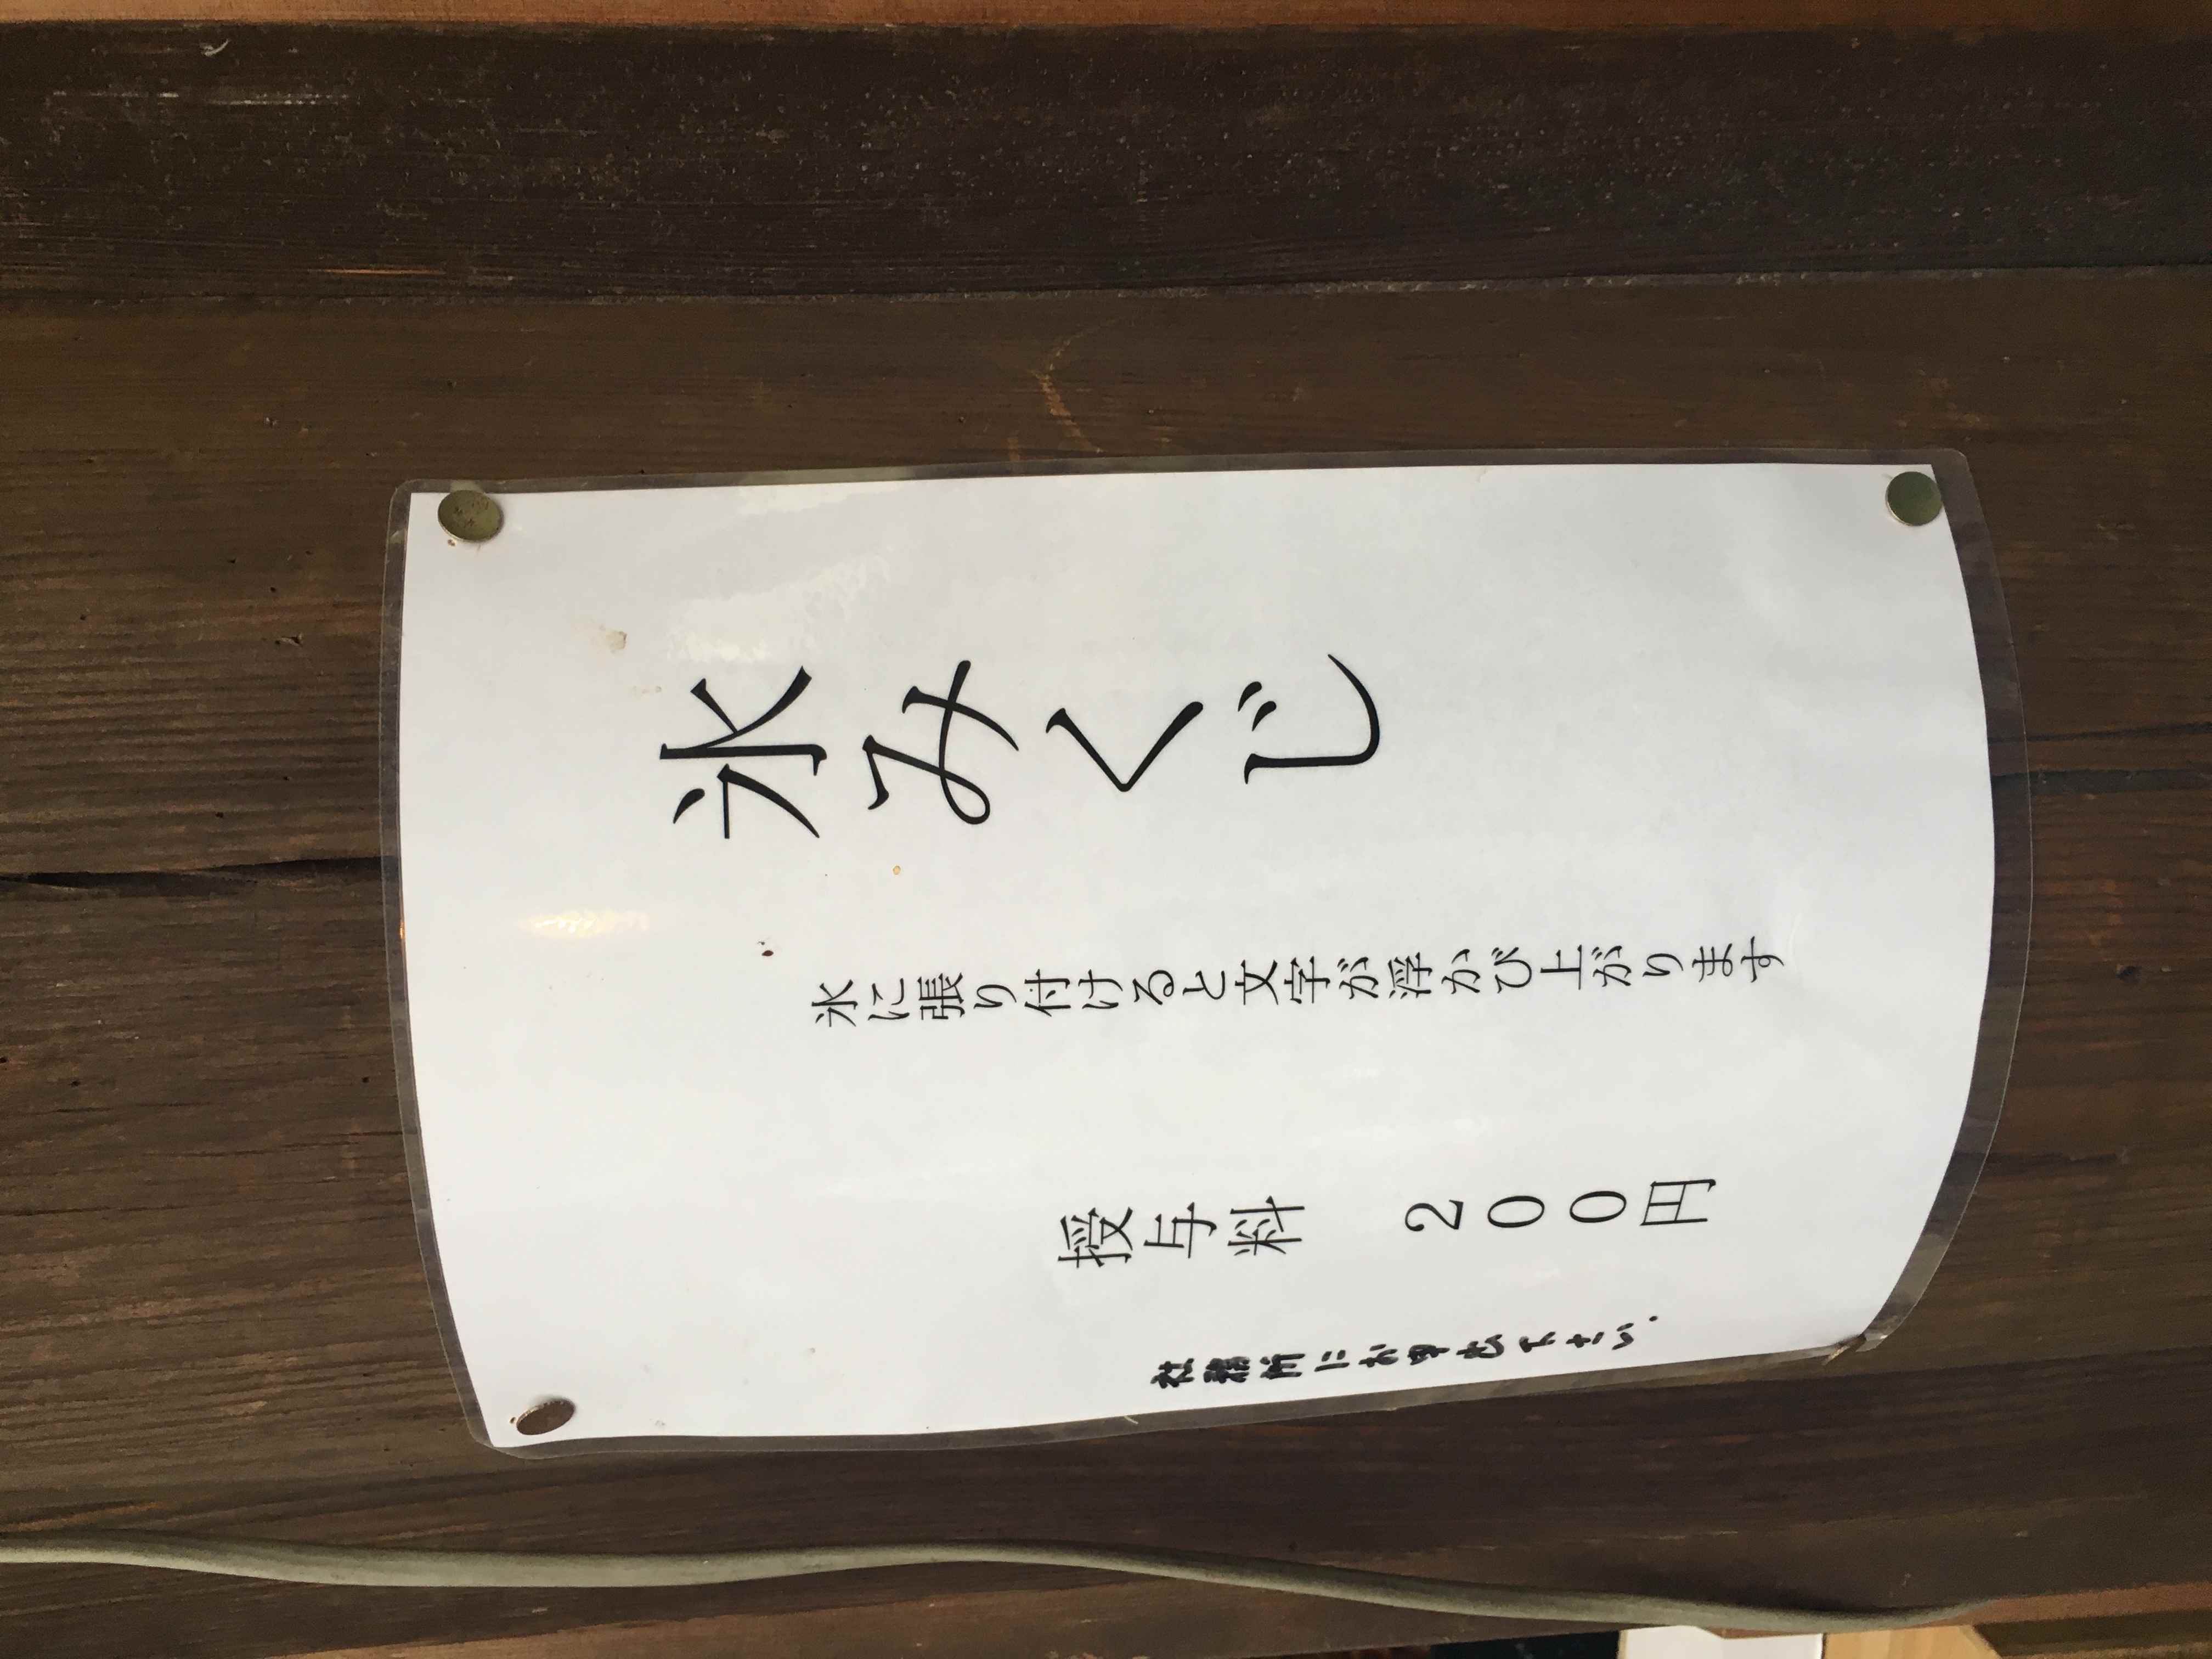 氷みくじ
氷に張り付けると文字が浮かび上がります
授与料　２００円
社務所にお申込下さい.